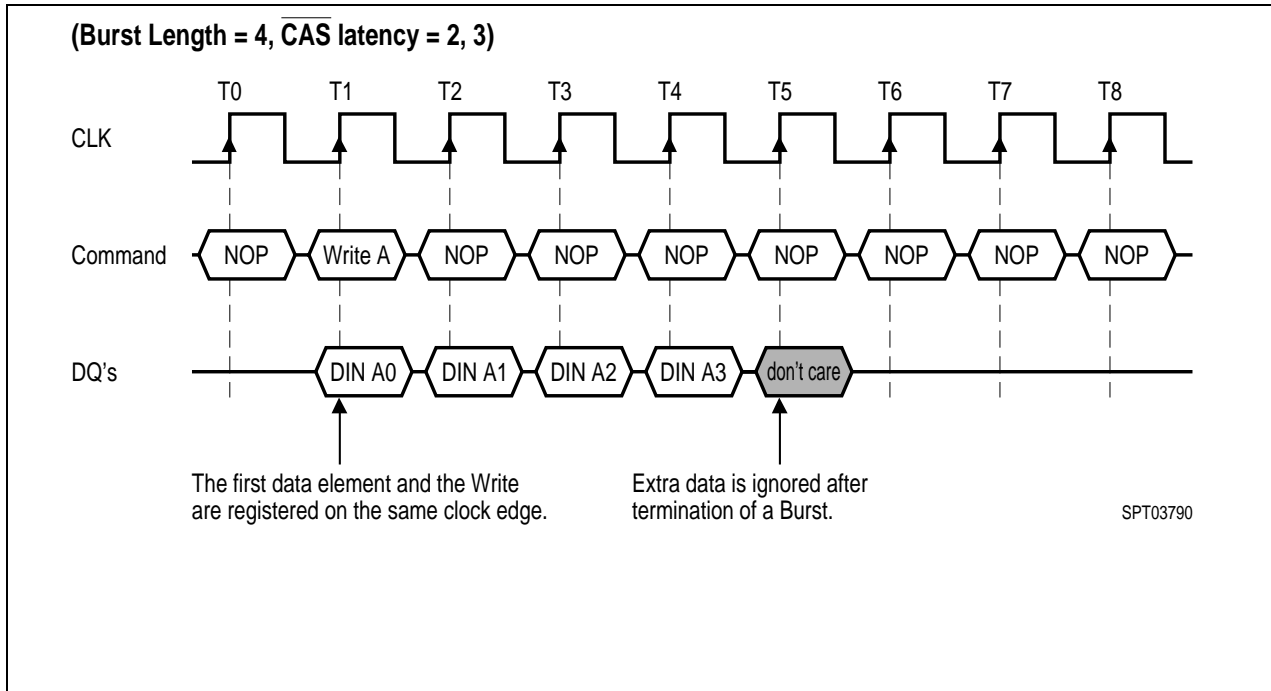 (Burst Length = 4, CAS latency = 2, 3)
T0 T1 T2 T3 T4 T5 T6 T7 T8
CLK
Command NOP Write A NOP NOP NOP NOP NOP NOP NOP
DQ's DIN A0 DIN A1 DIN A2 DIN A3 don't care
The first data element and the Write
are registered on the same clock edge.
Extra data is ignored after
termination of a Burst.
SPT03790